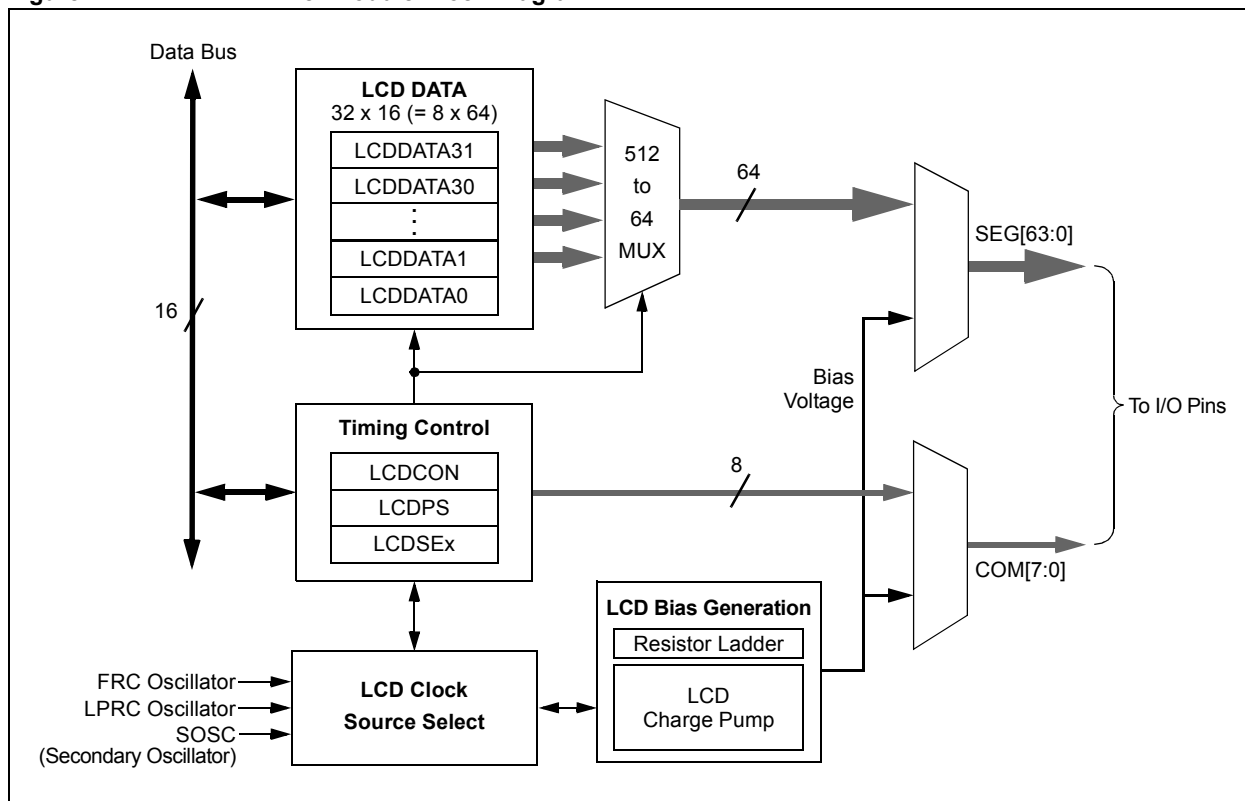 Data Bus
LCD DATA
32 x 16 (= 8 x 64)
LCDDATA31
LCDDATA30
LCDDATA1
LCDDATA0
512
to
64
MUX
64
SEG[63:0]
16
Bias
Voltage
To I/O Pins
Timing Control
LCDCON
LCDPS
LCDSEx
8
COM[7:0]
LCD Bias Generation
Resistor Ladder
LCD
Charge Pump
FRC Oscillator
LPRC Oscillator
SOSC
(Secondary Oscillator)
LCD Clock
Source Select